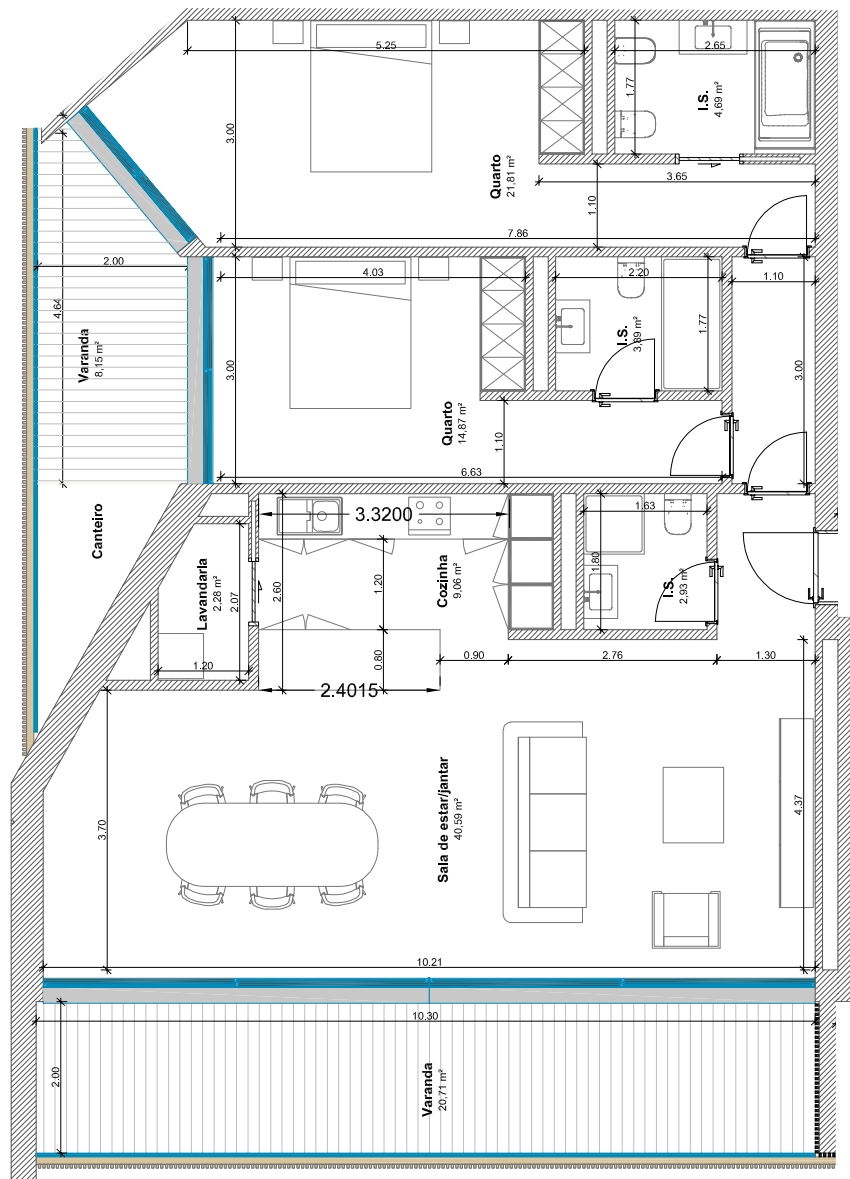 5.25
2.65
1.77
I.S.
4,69 m²
3.00
Quarto
21,81 m²
3.65
1.10
7.86
2.00
4.64
Varanda
8,15 m²
4.03
2.20
1.10
I.S.
3,89 m²
1.77
3.00
3.00
Quarto
14,87 m²
1.10
6.63
Canteiro
3.3200
1.63
Lavandaria
2,28 m²
2.07
2.60
1.20
Cozinha
9,06 m²
1.80
I.S.
2,93 m²
1.20
0.80
0.90
2.76
1.30
2.4015
3.70
Sala de estar/jantar
40,59 m²
4.37
10.21
10.30
2.00
Varanda
20,71 m²